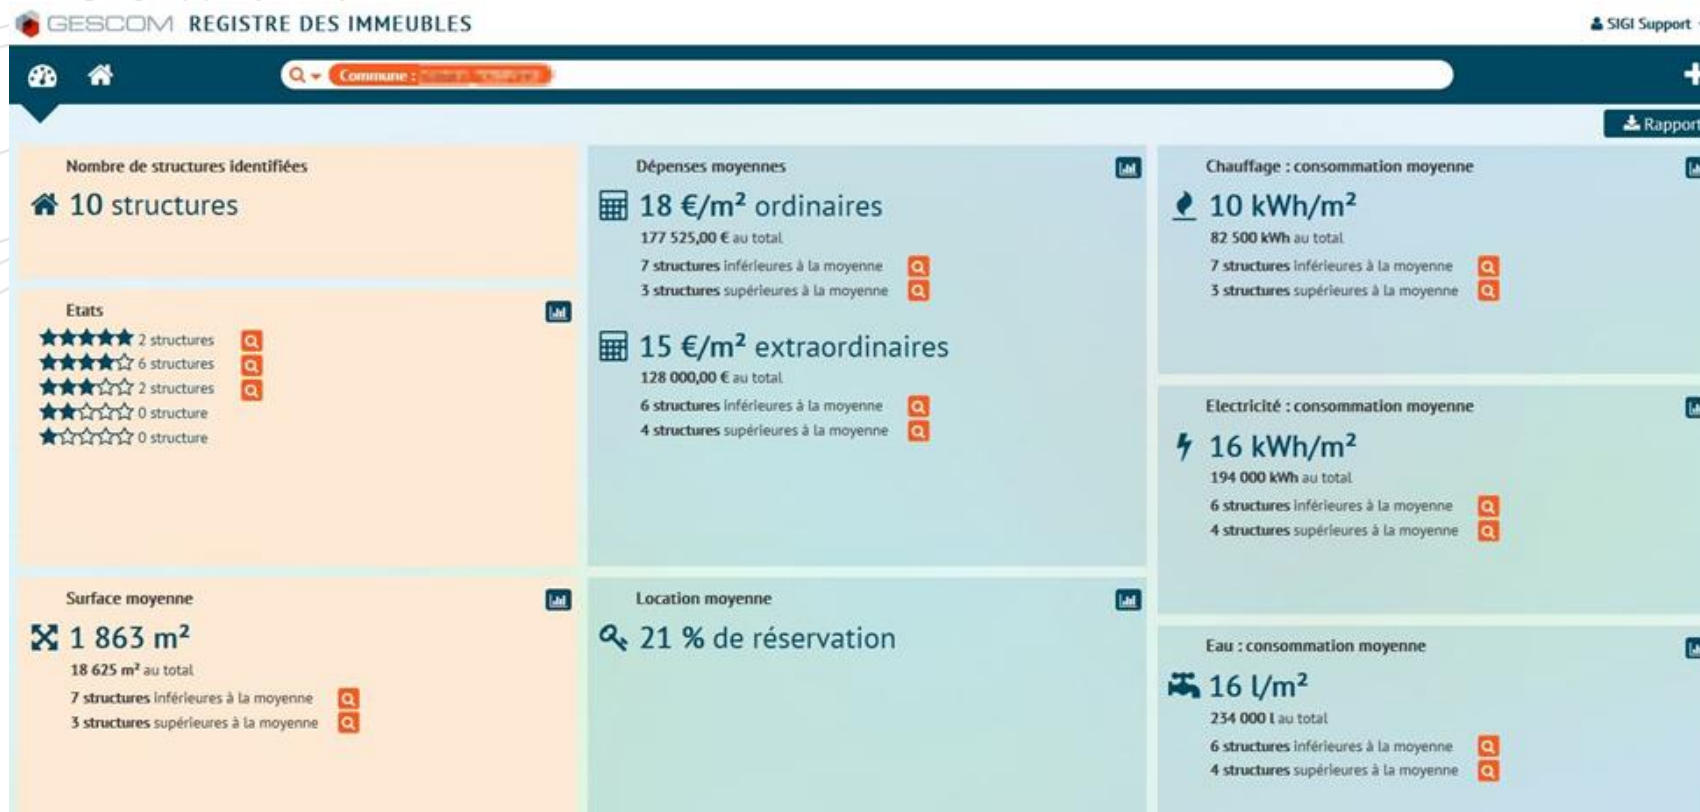 GESCOM REGISTRE DES IMMEUBLES
SIGI Support
Commune :
Rapport
Nombre de structures identifiées
10 structures
Etats
2 structures
6 structures
2 structures
0 structure
0 structure
Surface moyenne
1 863 m²
18 625 m² au total
7 structures inférieures à la moyenne
3 structures supérieures à la moyenne
Dépenses moyennes
18 €/m² ordinaires
177 525,00 € au total
7 structures inférieures à la moyenne
3 structures supérieures à la moyenne
15 €/m² extraordinaires
128 000,00 € au total
6 structures inférieures à la moyenne
4 structures supérieures à la moyenne
Location moyenne
21 % de réservation
Chauffage : consommation moyenne
10 kWh/m²
82 500 kWh au total
7 structures inférieures à la moyenne
3 structures supérieures à la moyenne
Electricité : consommation moyenne
16 kWh/m²
194 000 kWh au total
6 structures inférieures à la moyenne
4 structures supérieures à la moyenne
Eau : consommation moyenne
16 l/m²
234 000 l au total
6 structures inférieures à la moyenne
4 structures supérieures à la moyenne